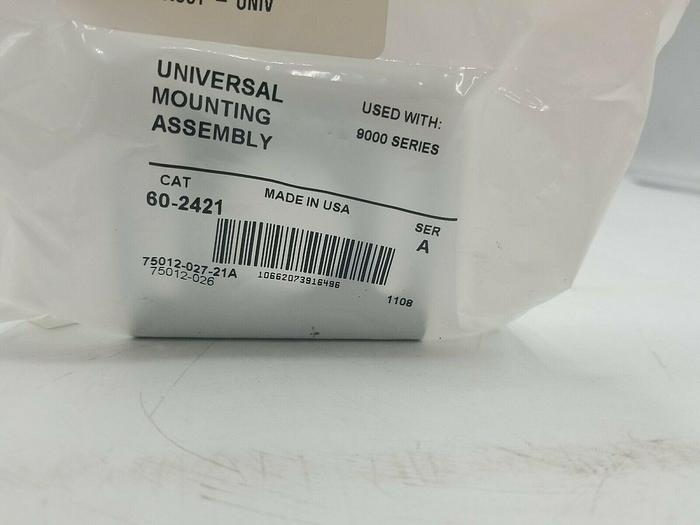 - UNIV
UNIVERSAL
MOUNTING
ASSEMBLY
USED WITH:
9000 SERIES
CAT
60-2421
MADE IN USA
SER
A
75012-027-21A
75012-026
10662073916496
1108